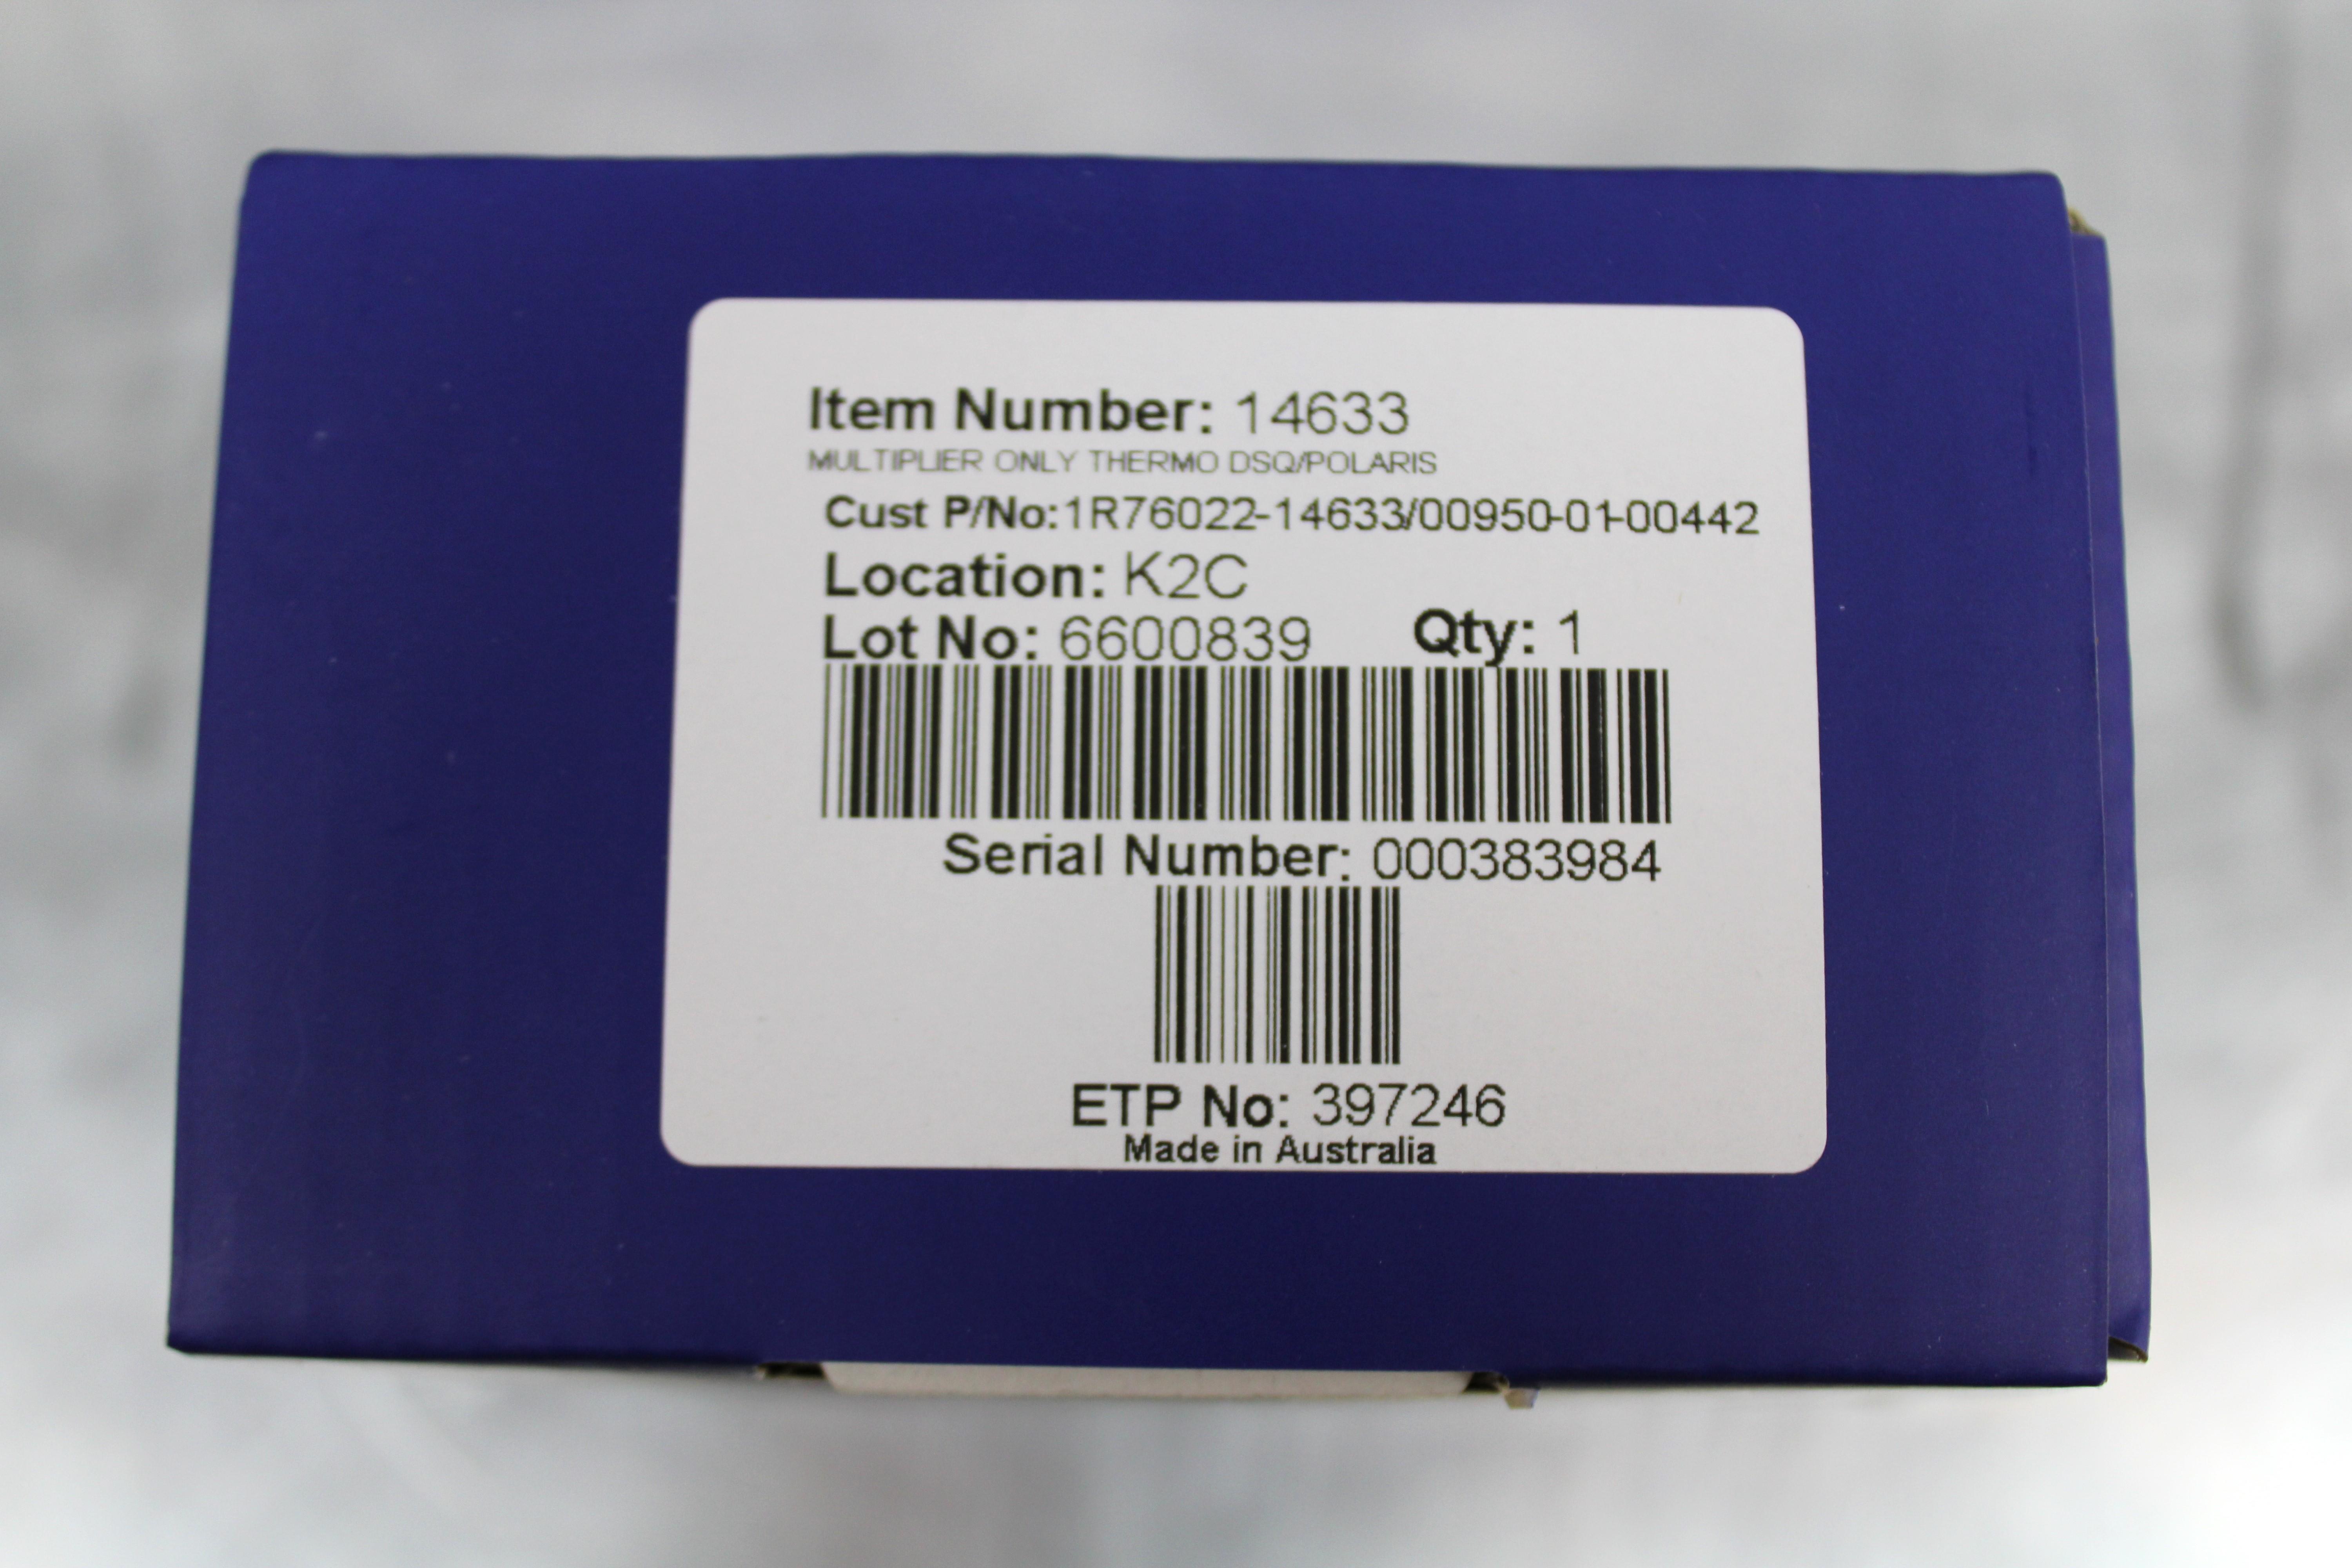 Item Number: 14633
MULTIPLIER ONLY THERMO DSQ/POLARIS
Cust P/No:1R76022-14633/00950-01-00442
Location: K2C
Lot No: 6600839 Qty: 1
Serial Number: 000383984
ETP No: 397246
Made in Australia